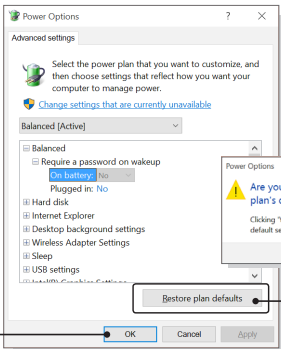 Power Options
Advanced settings
Select the power plan that you want to customize, and
then choose settings that reflect how you want your
computer to manage power.
Change settings that are currently unavailable
Balanced [Active]
Balanced
Require a password on wakeup
On battery: No
Plugged in: No
Hard disk
Internet Explorer
Desktop background settings
Wireless Adapter Settings
Sleep
USB settings
Intel(R) Graphics Settings
Power Options
Are you
plan's d
Clicking "Y
default se
Restore plan defaults
OK Cancel Apply